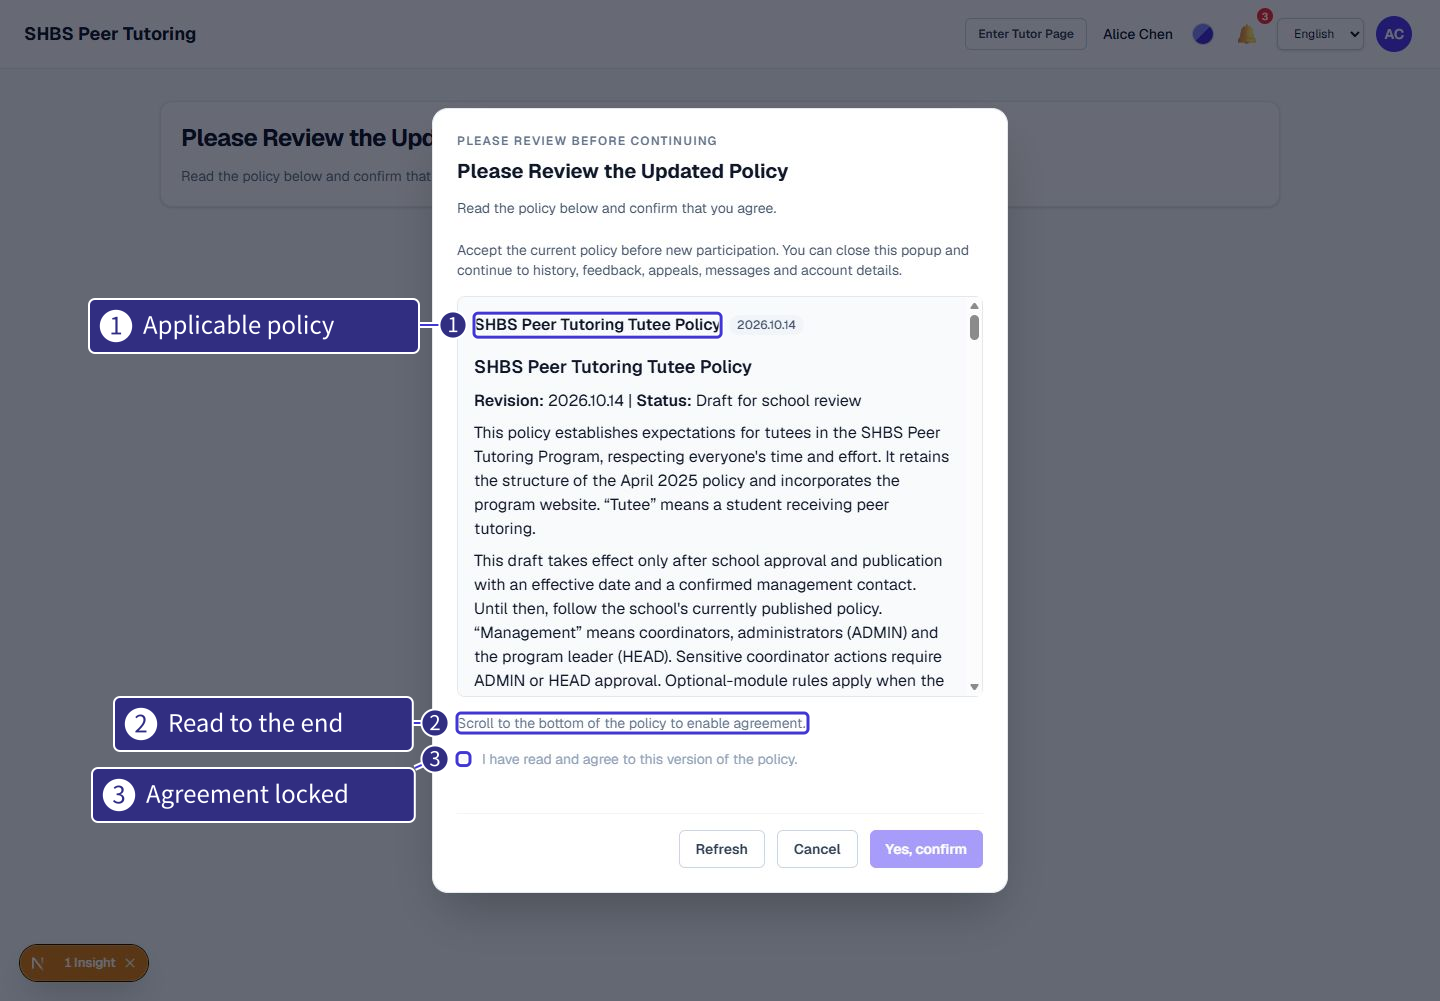 SHBS Peer Tutoring
Enter Tutor Page
Alice Chen
3
English
AC
Please Review the Upd
Read the policy below and confirm that
PLEASE REVIEW BEFORE CONTINUING
Please Review the Updated Policy
Read the policy below and confirm that you agree.
Accept the current policy before new participation. You can close this popup and
continue to history, feedback, appeals, messages and account details.
1 Applicable policy
1
SHBS Peer Tutoring Tutee Policy
2026.10.14
SHBS Peer Tutoring Tutee Policy
Revision: 2026.10.14 | Status: Draft for school review
This policy establishes expectations for tutees in the SHBS Peer
Tutoring Program, respecting everyone's time and effort. It retains
the structure of the April 2025 policy and incorporates the
program website. “Tutee” means a student receiving peer
tutoring.
This draft takes effect only after school approval and publication
with an effective date and a confirmed management contact.
Until then, follow the school's currently published policy.
“Management” means coordinators, administrators (ADMIN) and
the program leader (HEAD). Sensitive coordinator actions require
ADMIN or HEAD approval. Optional-module rules apply when the
2 Read to the end
2
Scroll to the bottom of the policy to enable agreement.
3 Agreement locked
3
I have read and agree to this version of the policy.
Refresh
Cancel
Yes, confirm
N
1 Insight